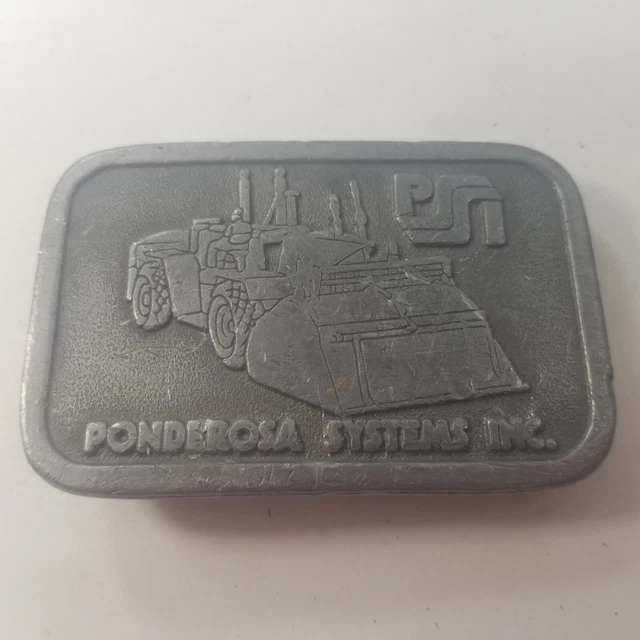 PSI
PONDEROSA SYSTEMS INC.